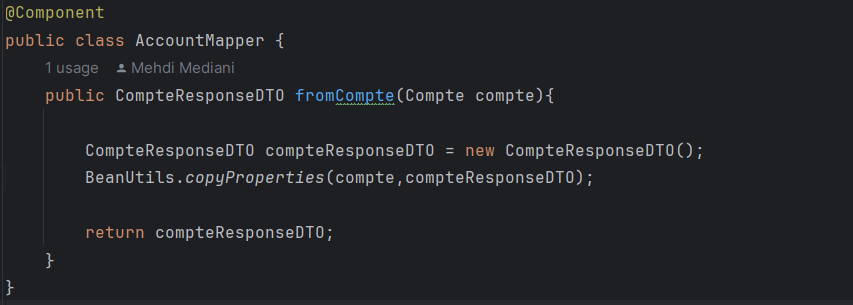 @Component
public class AccountMapper {
1 usage Mehdi Mediani
public CompteResponseDTO fromCompte(Compte compte){
CompteResponseDTO compteResponseDTO = new CompteResponseDTO();
BeanUtils.copyProperties(compte,compteResponseDTO);
return compteResponseDTO;
}
}